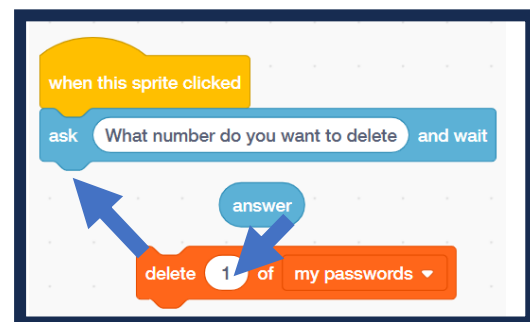 when this sprite clicked
ask What number do you want to delete and wait
answer
delete 1 of my passwords